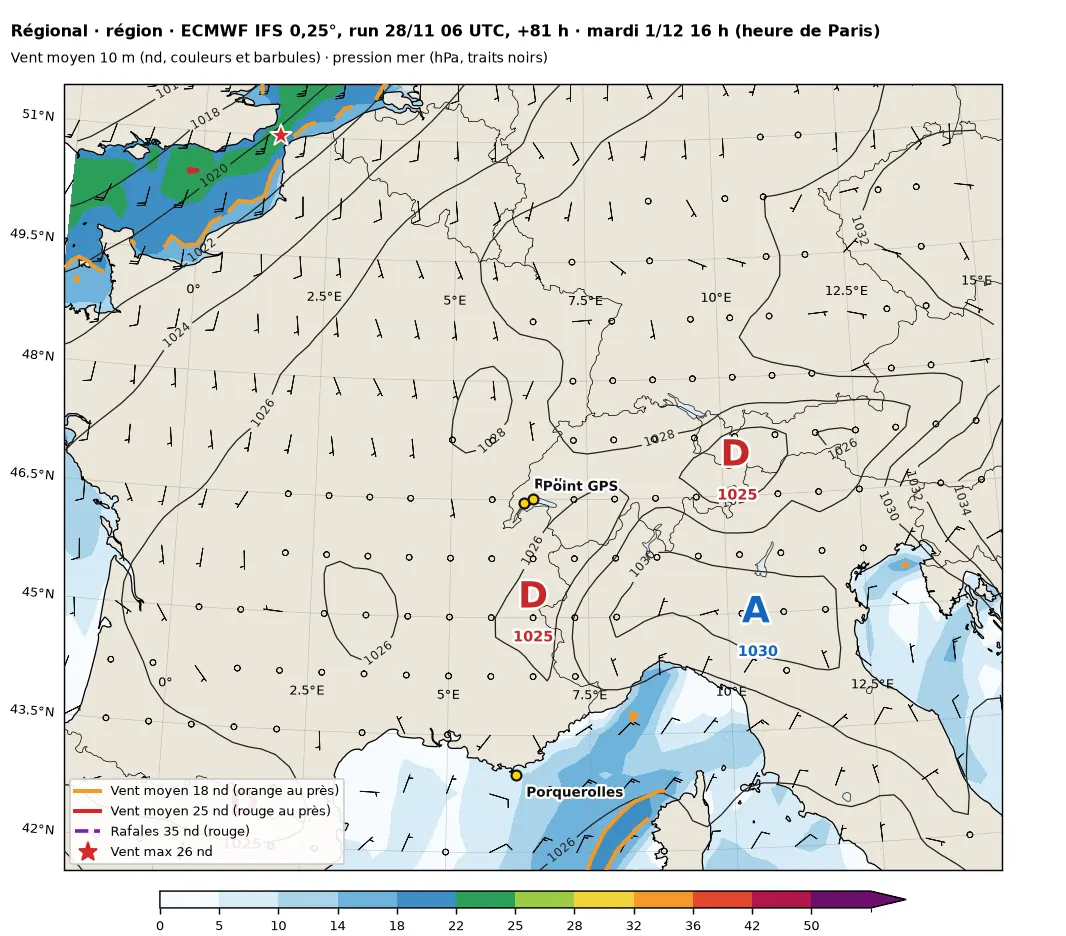 Régional · région · ECMWF IFS 0,25°, run 28/11 06 UTC, +81 h · mardi 1/12 16 h (heure de Paris)
Vent moyen 10 m (nd, couleurs et barbules) · pression mer (hPa, traits noirs)
1018
51°N
1020
1022
49.5°N
1032
0°
2.5°E
5°E
7.5°E
10°E
12.5°E
15°E
1024
48°N
1026
1028
1028
D
1025
1026
46.5°N
Point GPS
1032
1030
1034
1026
1030
45°N
D
1025
A
1030
1026
0°
2.5°E
5°E
7.5°E
10°E
12.5°E
43.5°N
Porquerolles
Vent moyen 18 nd (orange au près)
Vent moyen 25 nd (rouge au près)
Rafales 35 nd (rouge)
Vent max 26 nd
1025
42°N
1026
0 5 10 14 18 22 25 28 32 36 42 50